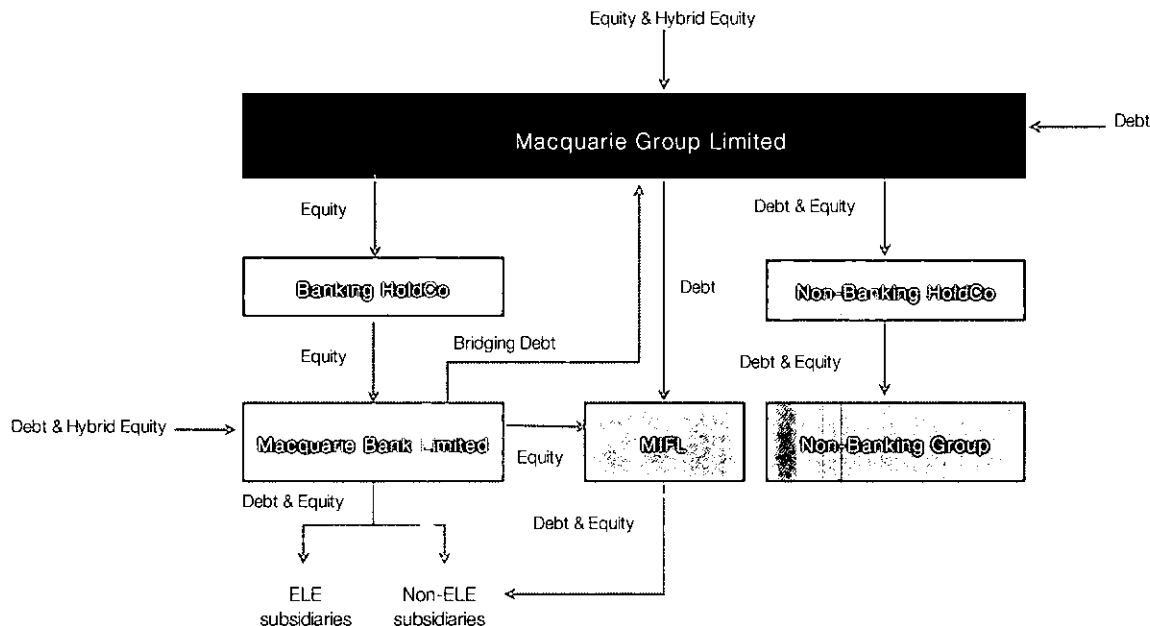 Equity & Hybrid Equity
Debt
Macquarie Group Limited
Equity
Debt & Equity
Banking HoldCo
Debt
Non-Banking HoldCo
Equity
Bridging Debt
Debt & Equity
Debt & Hybrid Equity
Macquarie Bank Limited
Equity
MIFL
Non-Banking Group
Debt & Equity
Debt & Equity
ELE
subsidiaries
Non-ELE
subsidiaries